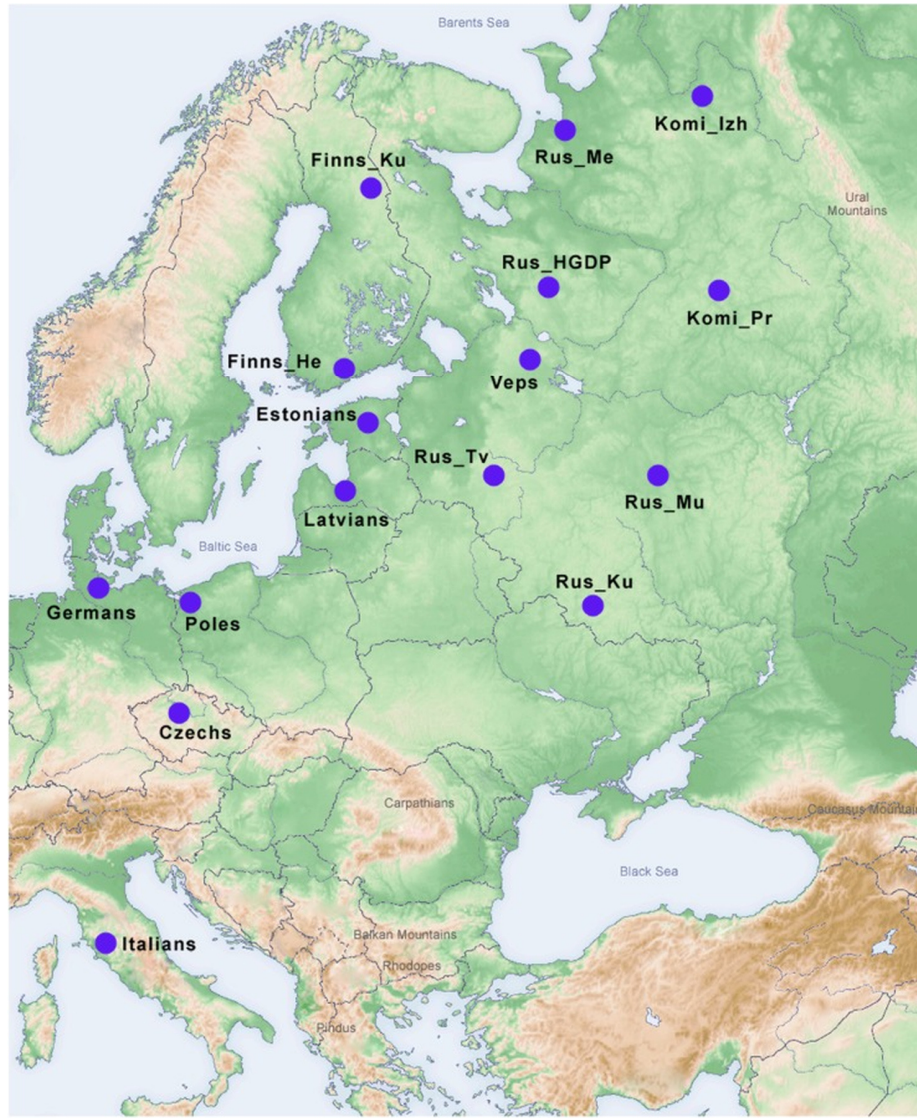 Barents Sea
Komi_Izh
Rus_Me
Finns_Ku
Ural
Mountains
Rus_HGDP
Komi_Pr
Finns_He
Veps
Estonians
Rus_Tv
Rus_Mu
Latvians
Baltic Sea
Rus_Ku
Germans
Poles
Czechs
Carpathians
Caucasus Mountain
Black Sea
Balkan Mountains
Italians
Rhodopes
Pindus